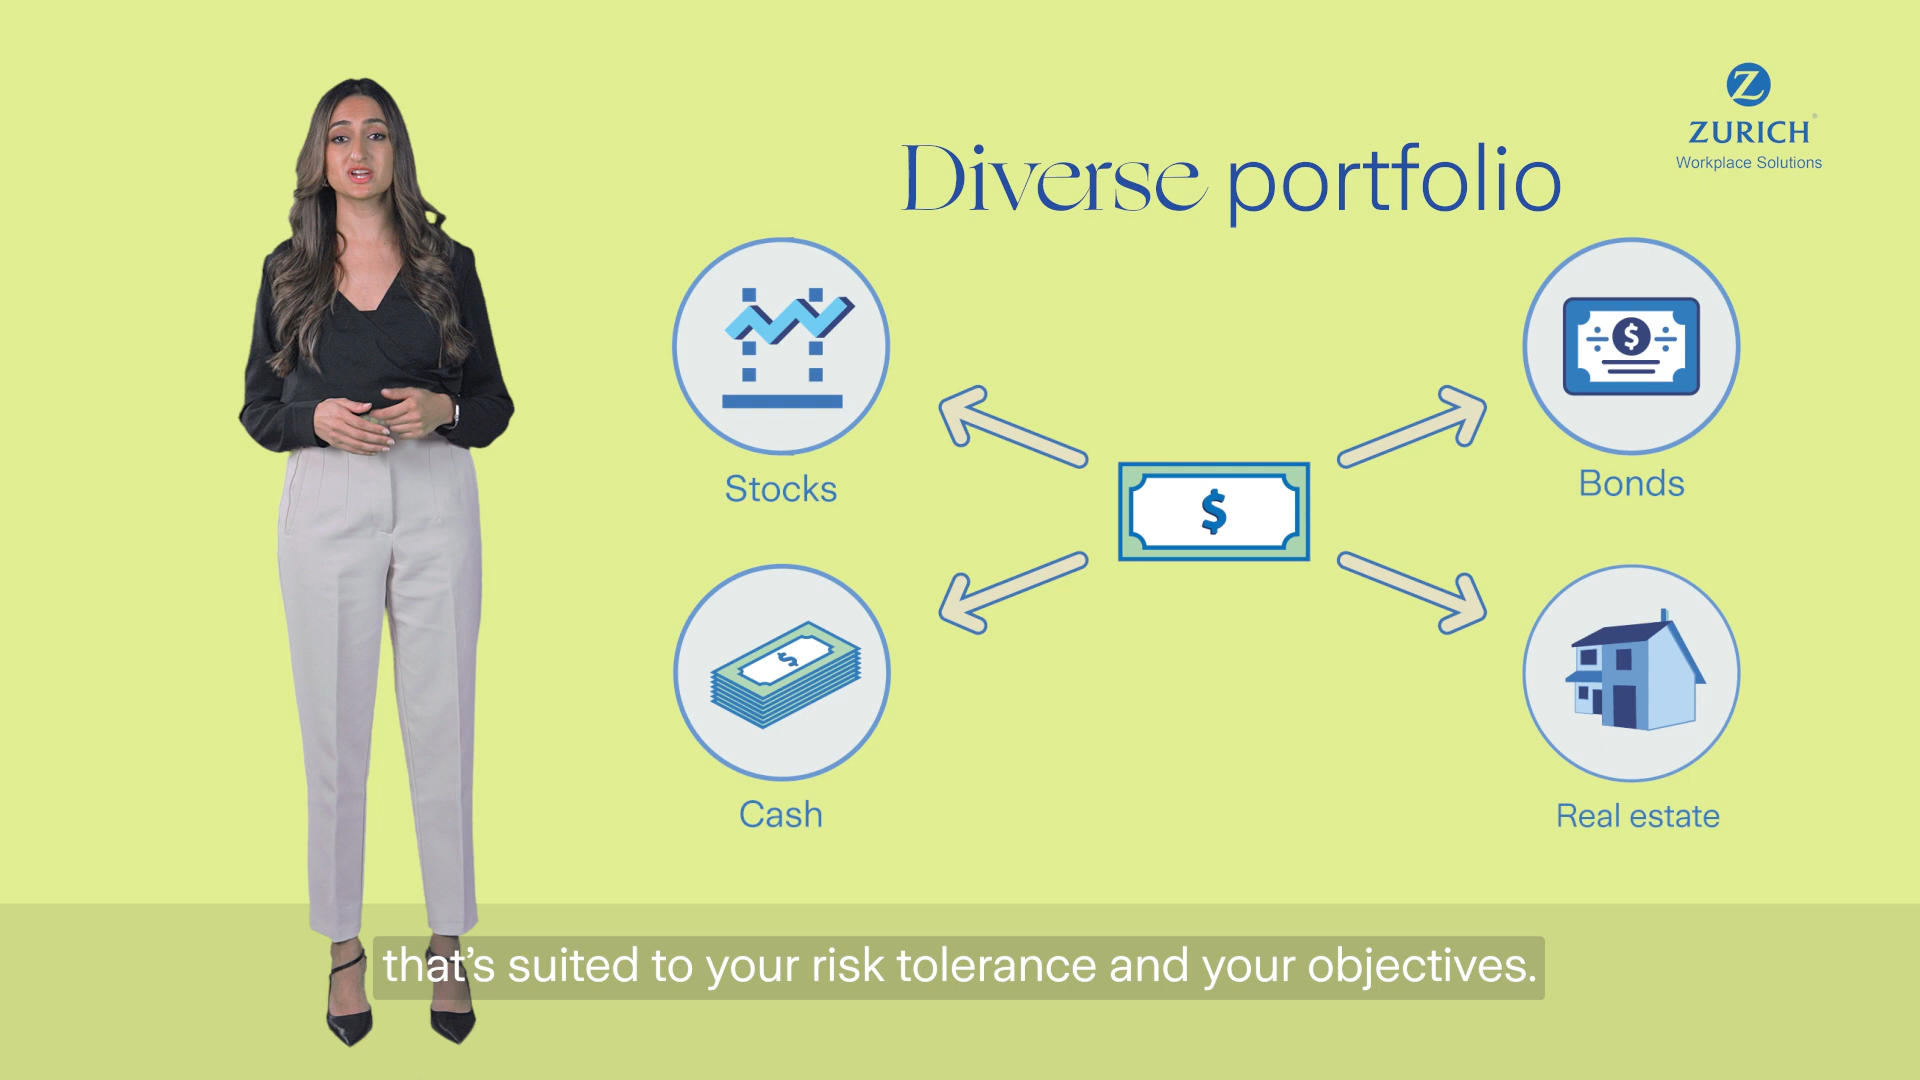 Z
ZURICH®
Workplace Solutions
Diverse portfolio
Stocks
$
Bonds
$
$
Cash
Real estate
that's suited to your risk tolerance and your objectives.